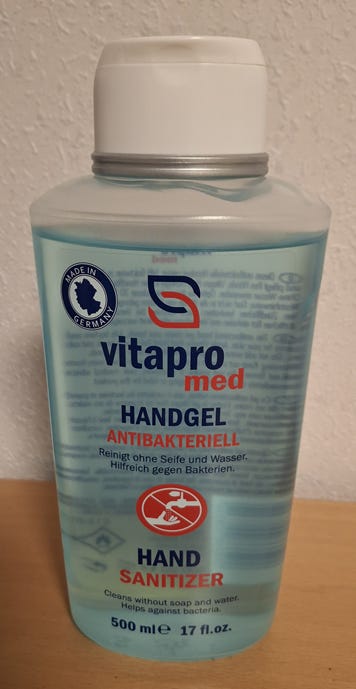 MADE IN
GERMANY
vitapro
med
HANDGEL
ANTIBAKTERIELL
Reinigt ohne Seife und Wasser.
Hilfreich gegen Bakterien.
HAND
SANITIZER
Cleans without soap and water.
Helps against bacteria.
500 ml ℮ 17 fl.oz.